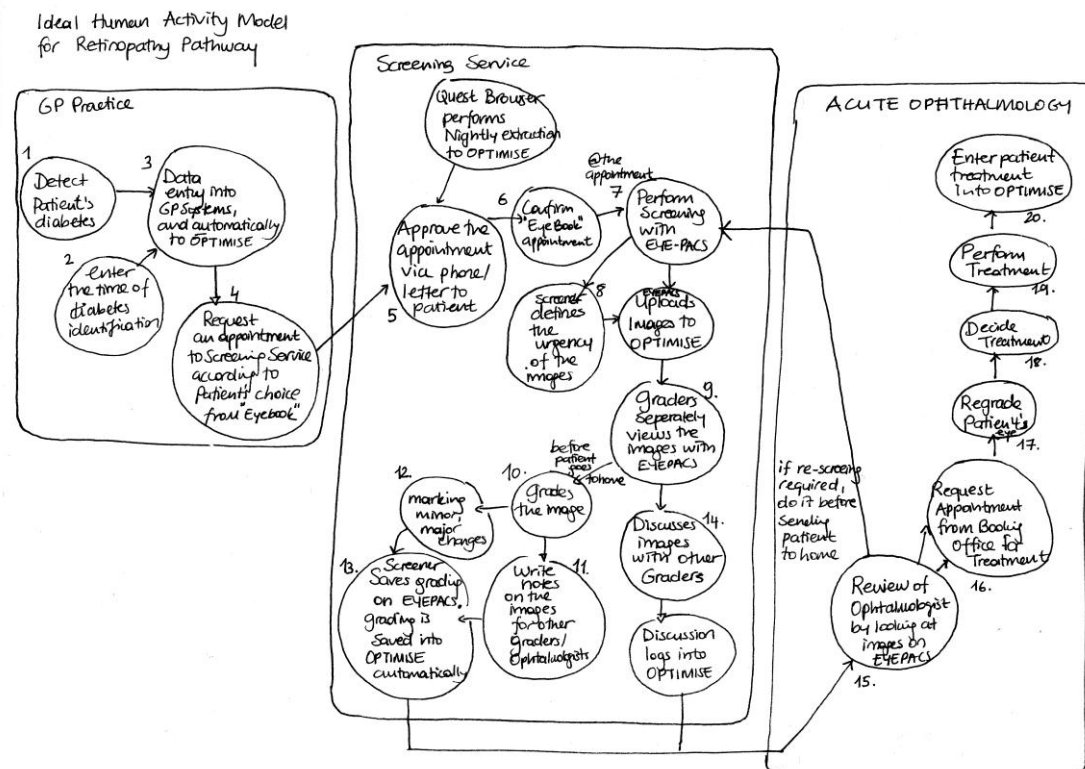 Ideal Human Activity Model
for Retinopathy Pathway
GP Practice
1
Detect
Patient's
diabetes
2
enter
the time of
diabetes
identification
3
Data
entry into
GP Systems,
and automatically
to OPTIMISE
4
Request
an appointment
to Screening Service
according to
Patient's choice
from "Eyebook"
Screening Service
Quest Browser
performs
Nightly extraction
to OPTIMISE
5
Approve the
appointment
via phone/
letter to
patient
6
Confirm
"EyeBook"
appointment
@the
appointment
7
Perform
Screening
with
EYE-PACS
8
Screener
defines the
urgency
of the
images
EYEPACS
Uploads
Images to
OPTIMISE
9.
Graders
Seperately
views the
images with
EYEPACS
before
patient
goes
to home
10.
Grades
the image
11.
Write
notes
on the
images
for other
graders/
Ophtalmologists
12
marking
minor,
major
changes
13.
Screener
Saves grading
on EYEPACS.
grading is
Saved into
OPTIMISE
automatically
14.
Discusses
images
with other
Graders
Discussion
logs into
OPTIMISE
ACUTE OPHTHALMOLOGY
if re-screeing
required,
do it before
sending
patient
to home
15.
Review of
Ophtalmologist
by looking at
images on
EYEPACS
16.
Request
Appointment
from Booking
Office for
Treatment
17.
Regrade
Patient's
eye
18.
Decide
Treatment
19.
Perform
Treatment
20.
Enter patient
treatment
into OPTIMISE